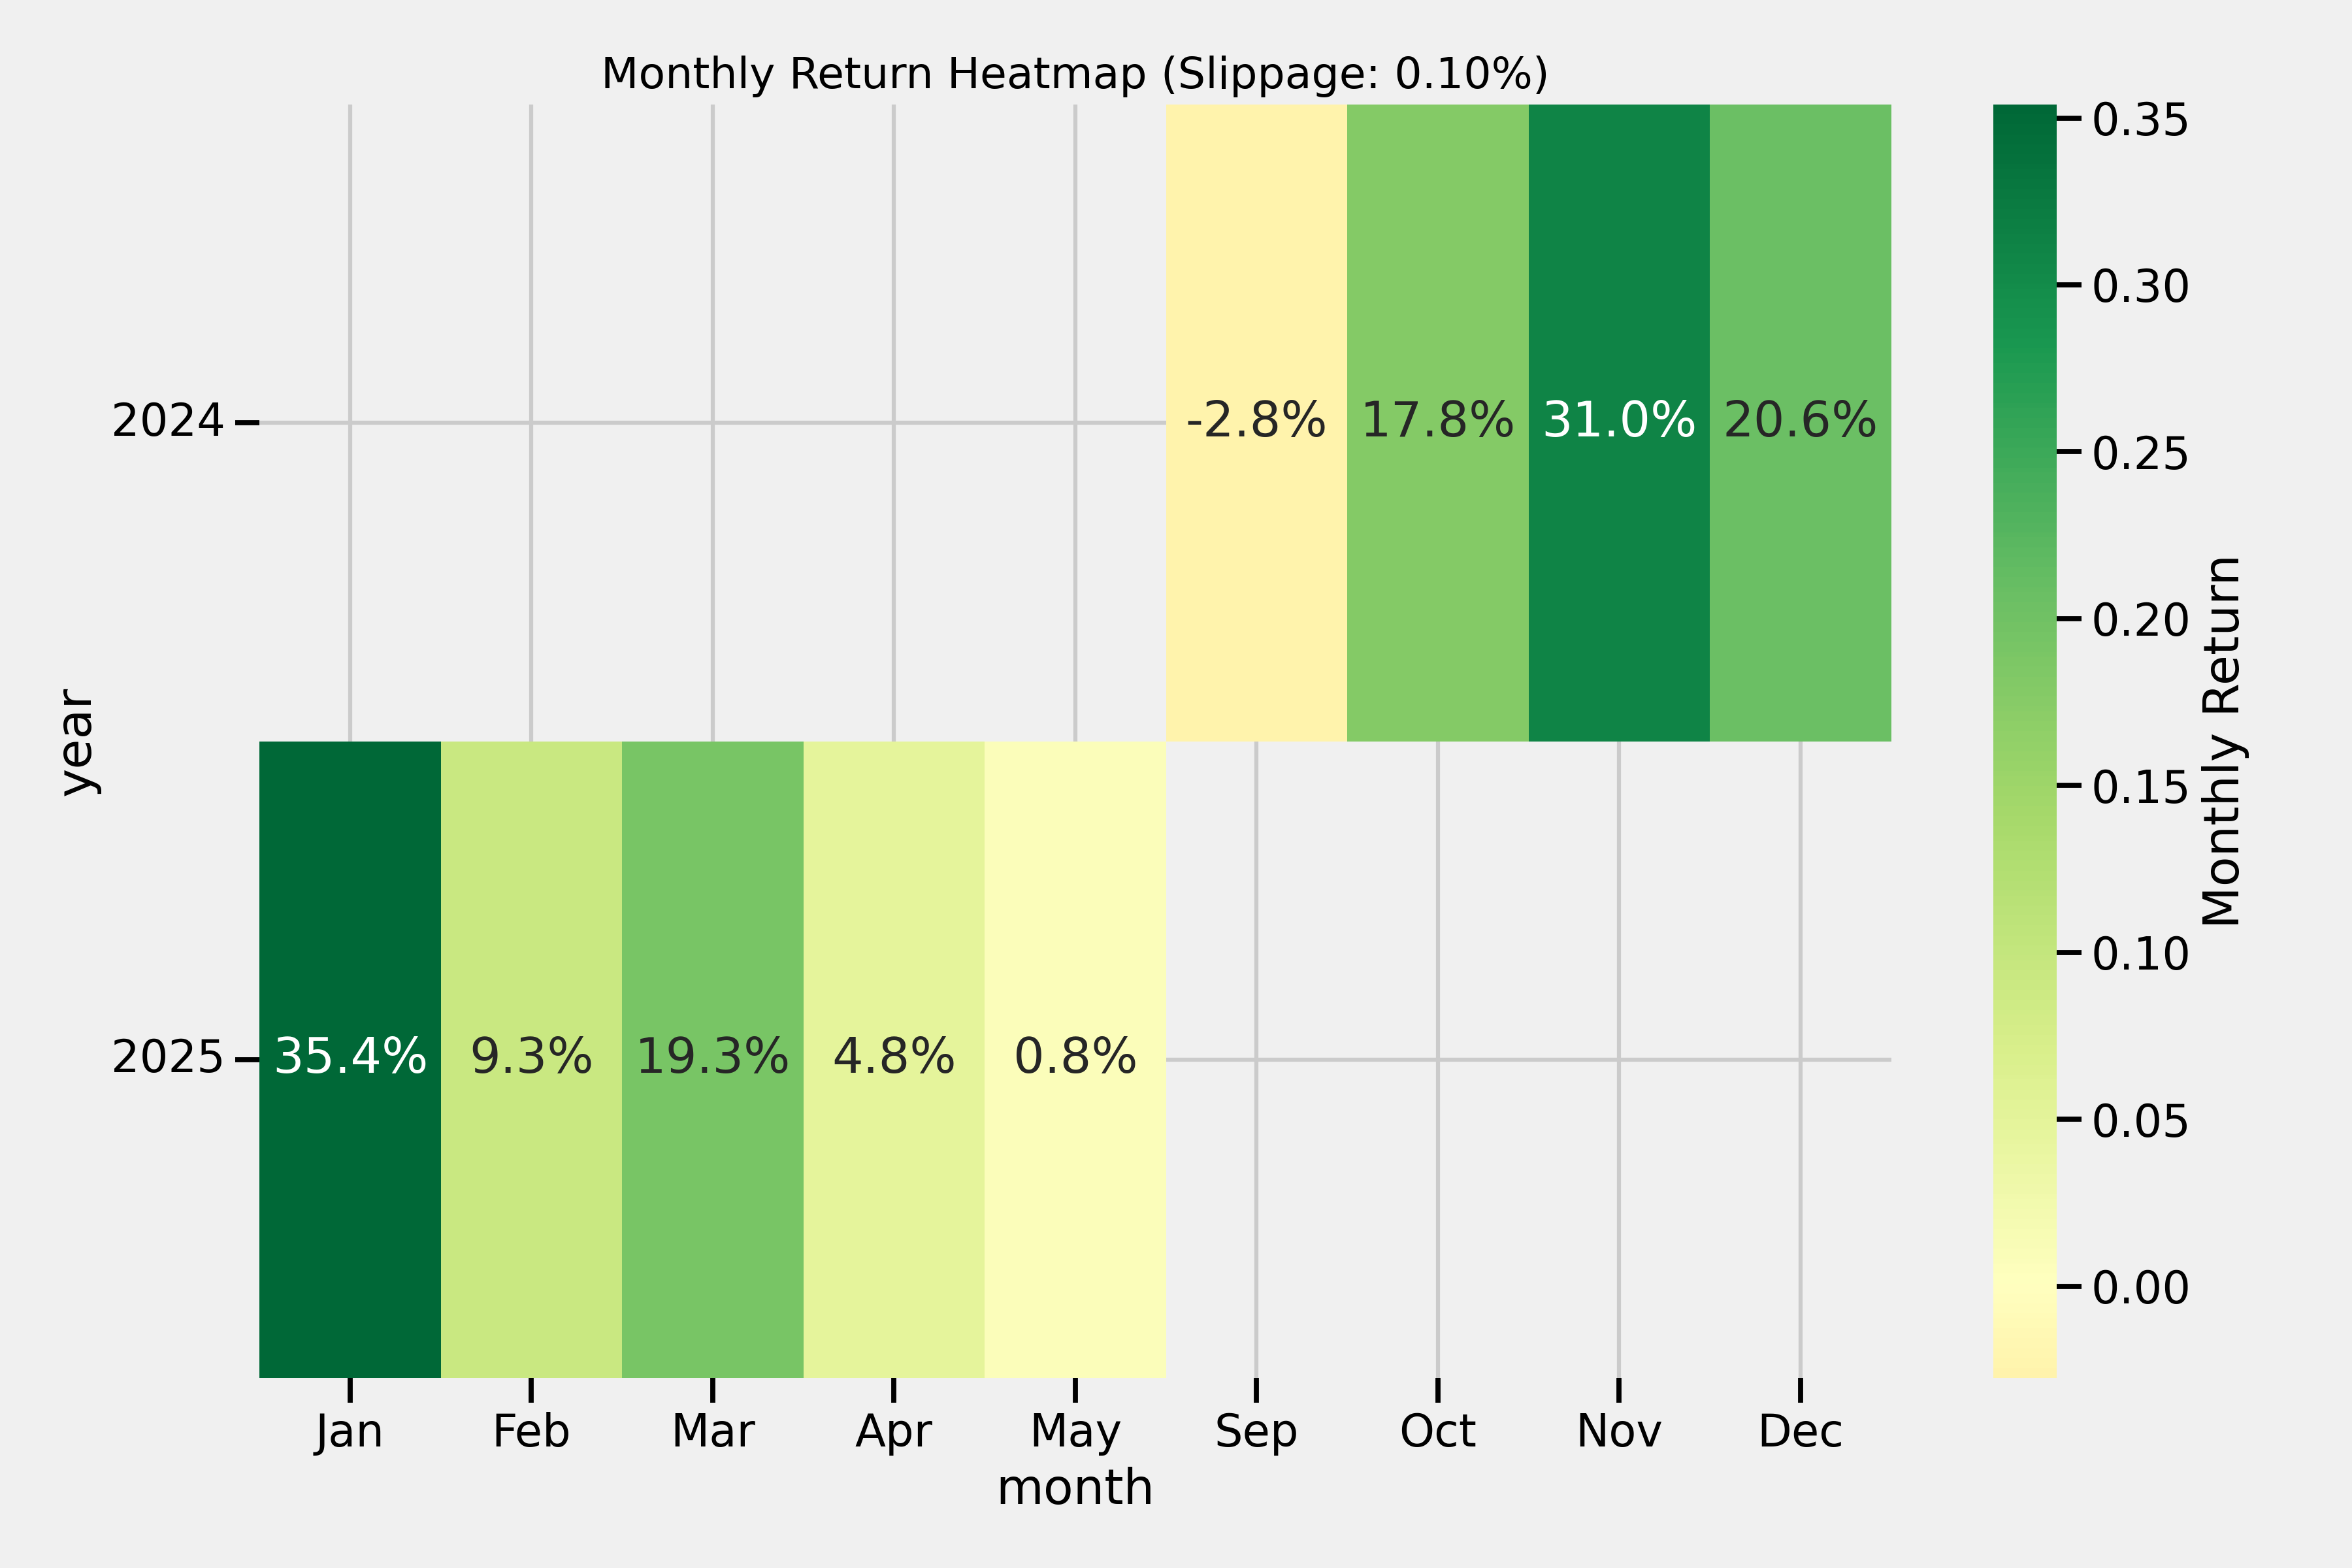 Monthly Return Heatmap (Slippage: 0.10%)
year
2024
-2.8% 17.8% 31.0% 20.6%
2025
35.4% 9.3% 19.3% 4.8% 0.8%
Jan Feb Mar Apr May Sep Oct Nov Dec
month
0.35
0.30
0.25
0.20
0.15
0.10
0.05
0.00
Monthly Return